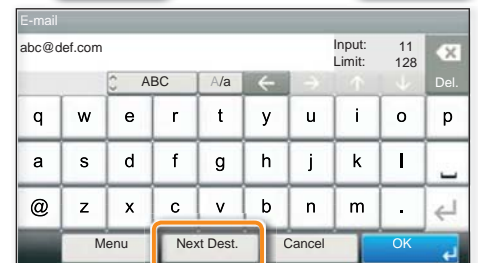 E-mail
abc@def.com
Input: 11
Limit: 128
ABC A/a Del.
q w e r t y u i o p
a s d f g h j k l
@ z x c v b n m .
Menu Next Dest. Cancel OK